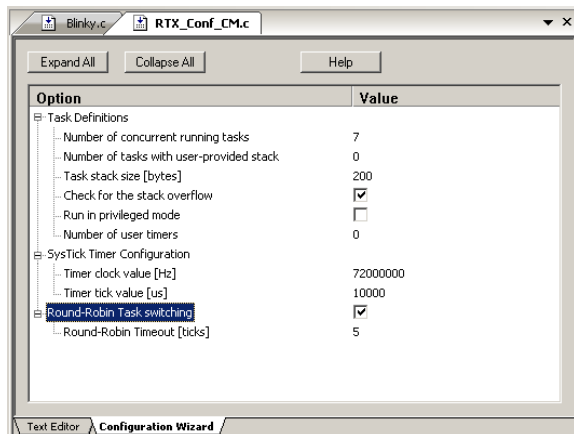 Blinky.c RTX_Conf_CM.c
Expand All Collapse All Help
Option Value
Task Definitions
Number of concurrent running tasks 7
Number of tasks with user-provided stack 0
Task stack size [bytes] 200
Check for the stack overflow
Run in privileged mode
Number of user timers 0
SysTick Timer Configuration
Timer clock value [Hz] 72000000
Timer tick value [us] 10000
Round-Robin Task switching
Round-Robin Timeout [ticks] 5
Text Editor Configuration Wizard